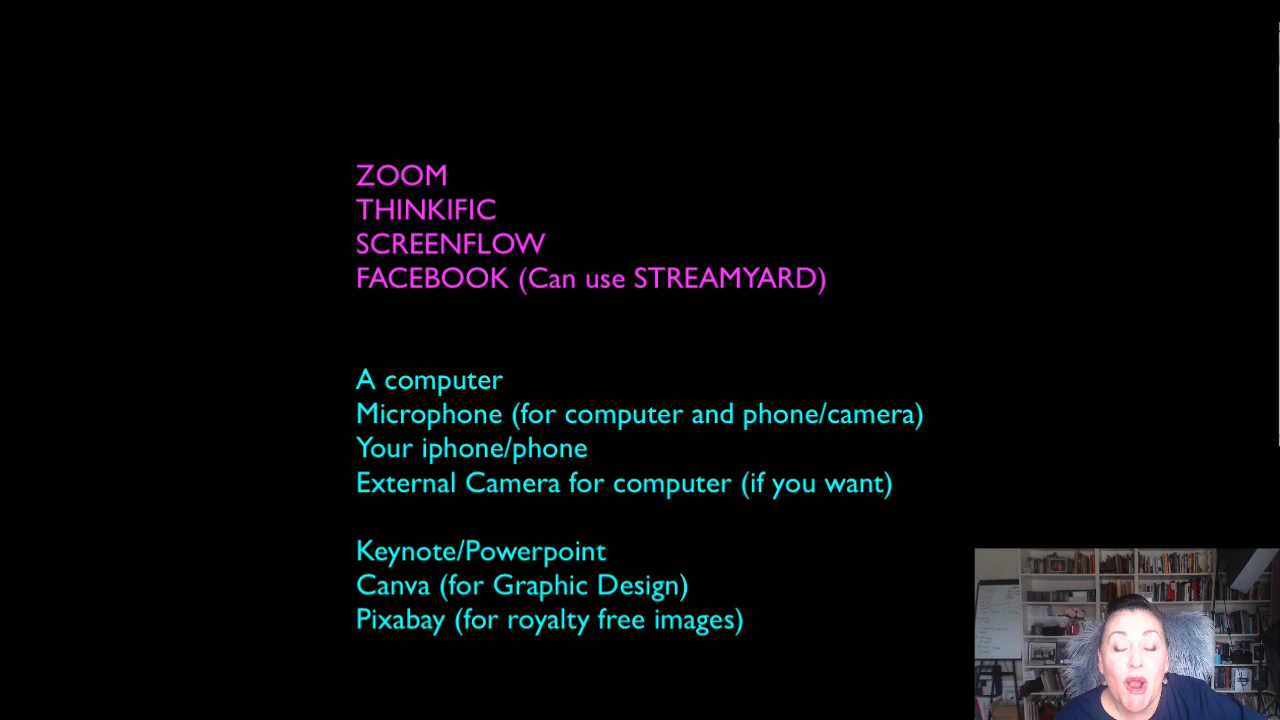 ZOOM
THINKIFIC
SCREENFLOW
FACEBOOK (Can use STREAMYARD)
A computer
Microphone (for computer and phone/camera)
Your iphone/phone
External Camera for computer (if you want)
Keynote/Powerpoint
Canva (for Graphic Design)
Pixabay (for royalty free images)